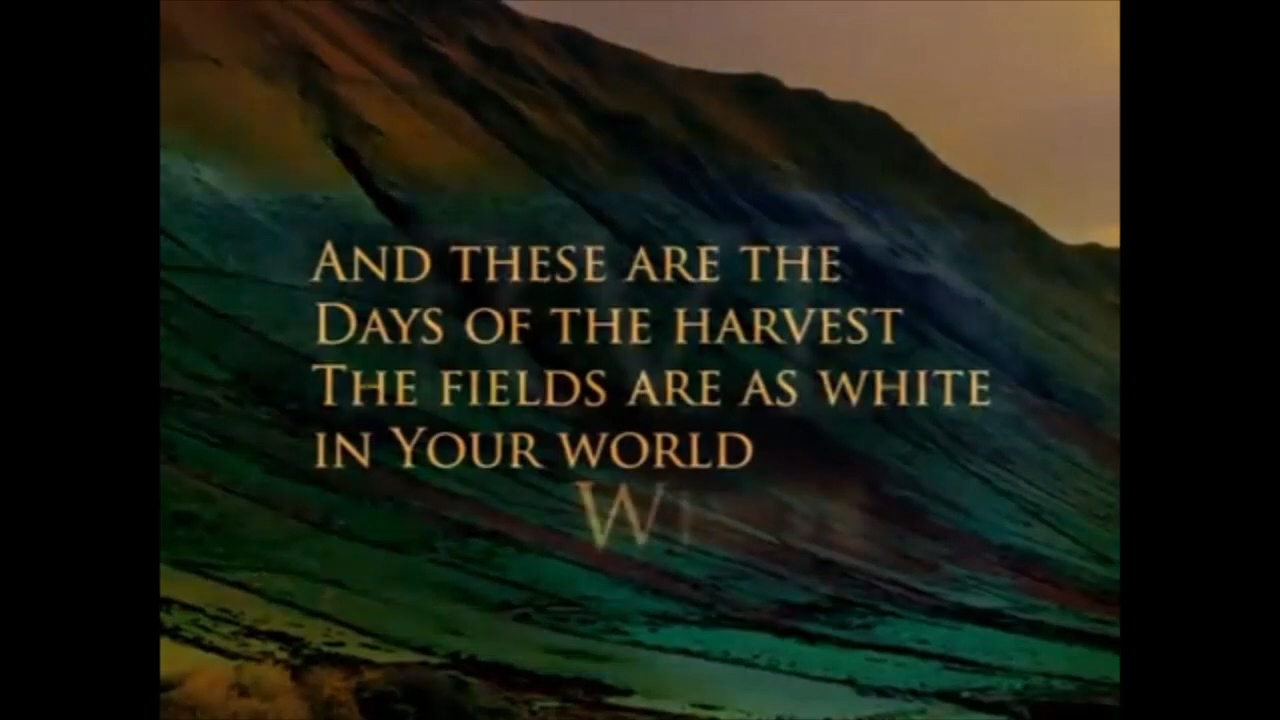 And these are the
Days of the harvest
The fields are as white
in Your world